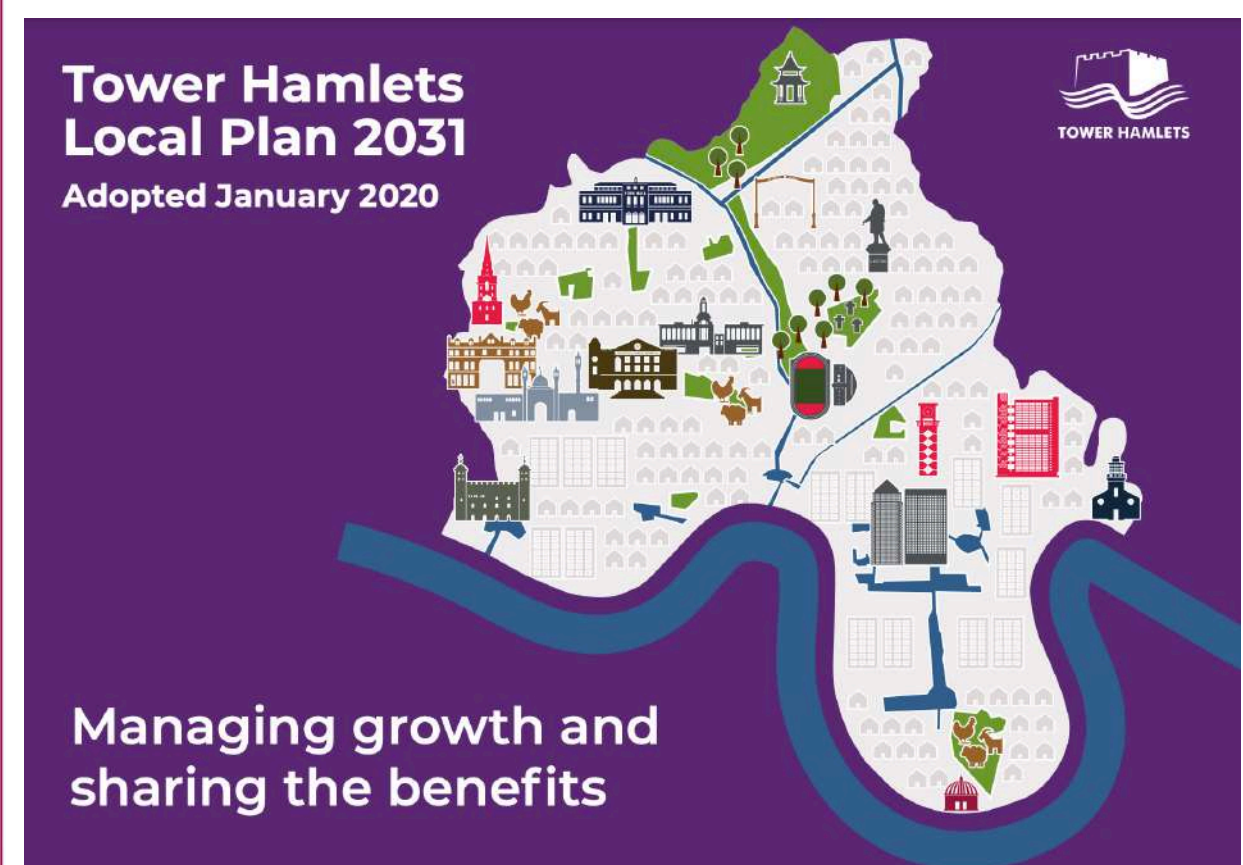 Tower Hamlets
Local Plan 2031
Adopted January 2020
TOWER HAMLETS
Managing growth and
sharing the benefits